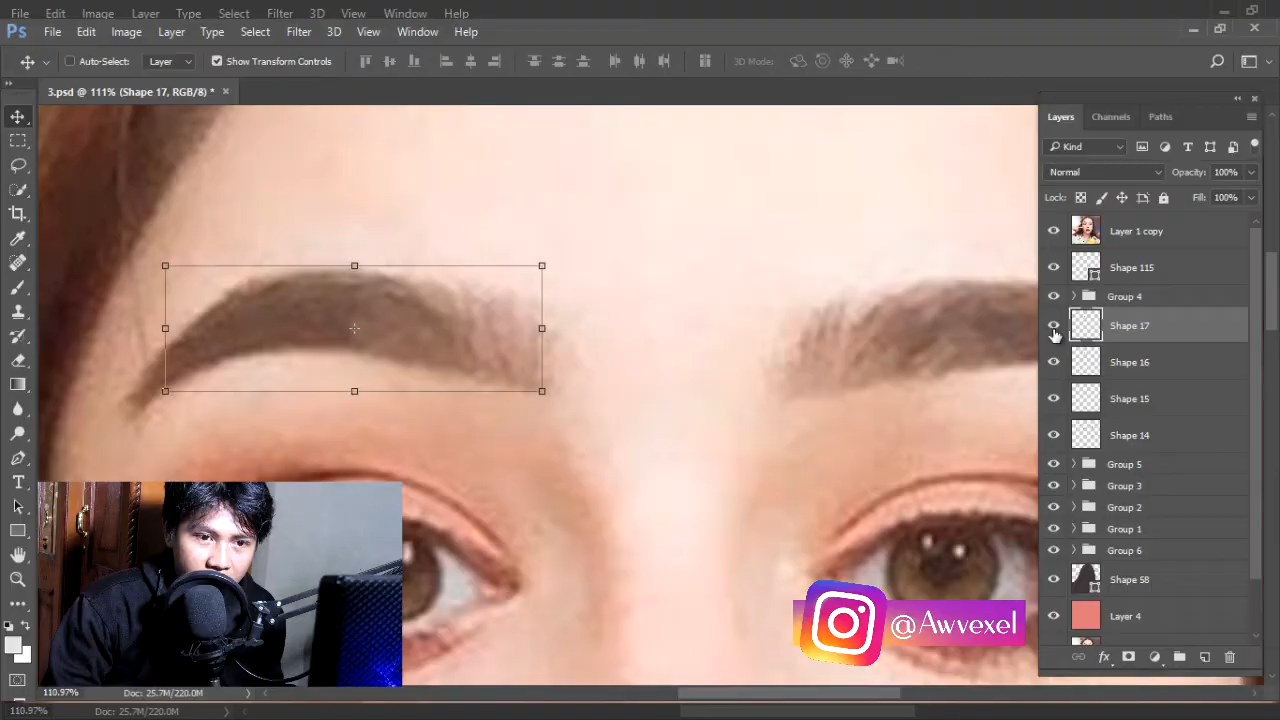 File Edit Image Layer Type Select Filter 3D View Window Help
Ps File Edit Image Layer Type Select Filter 3D View Window Help
Auto-Select: Layer Show Transform Controls 3D Mode:
3.psd @ 111% (Shape 17, RGB/8) *
Layers Channels Paths
Kind
Normal Opacity: 100%
Lock: Fill: 100%
Layer 1 copy
Shape 115
Group 4
Shape 17
Shape 16
Shape 15
Shape 14
Group 5
Group 3
Group 2
Group 1
Group 6
Shape 58
Layer 4
@Awvexel
110.97% Doc: 25.7M/220.0M
110.97% Doc: 25.7M/220.0M